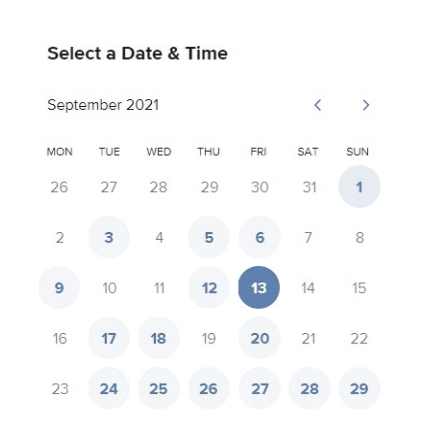 Select a Date & Time
September 2021
MON TUE WED THU FRI SAT SUN
26 27 28 29 30 31 1
2 3 4 5 6 7 8
9 10 11 12 13 14 15
16 17 18 19 20 21 22
23 24 25 26 27 28 29